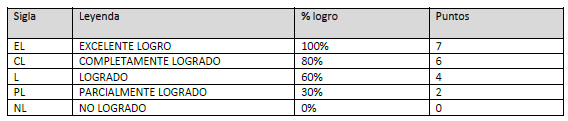 Sigla Leyenda % logro Puntos
EL EXCELENTE LOGRO 100% 7
CL COMPLETAMENTE LOGRADO 80% 6
L LOGRADO 60% 4
PL PARCIALMENTE LOGRADO 30% 2
NL NO LOGRADO 0% 0